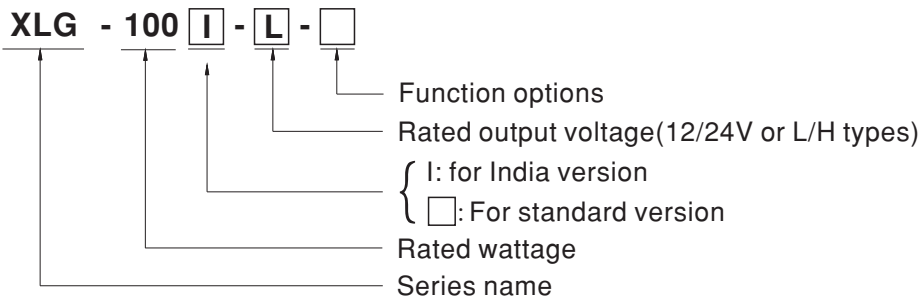 XLG - 100 I - L -
Function options
Rated output voltage(12/24V or L/H types)
I: for India version
: For standard version
Rated wattage
Series name